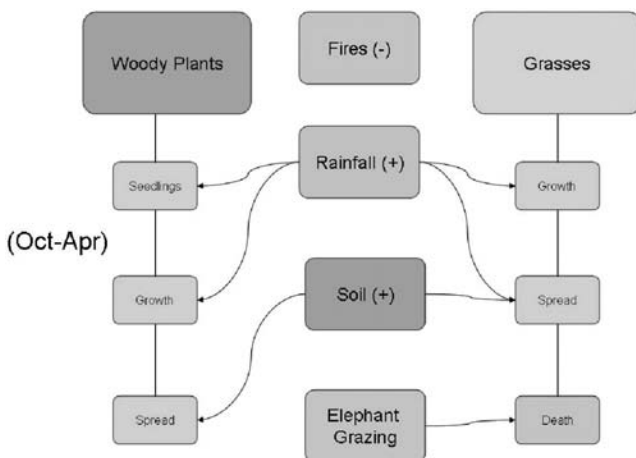 Woody Plants
Fires (-)
Grasses
Seedlings
Rainfall (+)
Growth
(Oct-Apr)
Growth
Soil (+)
Spread
Spread
Elephant
Grazing
Death